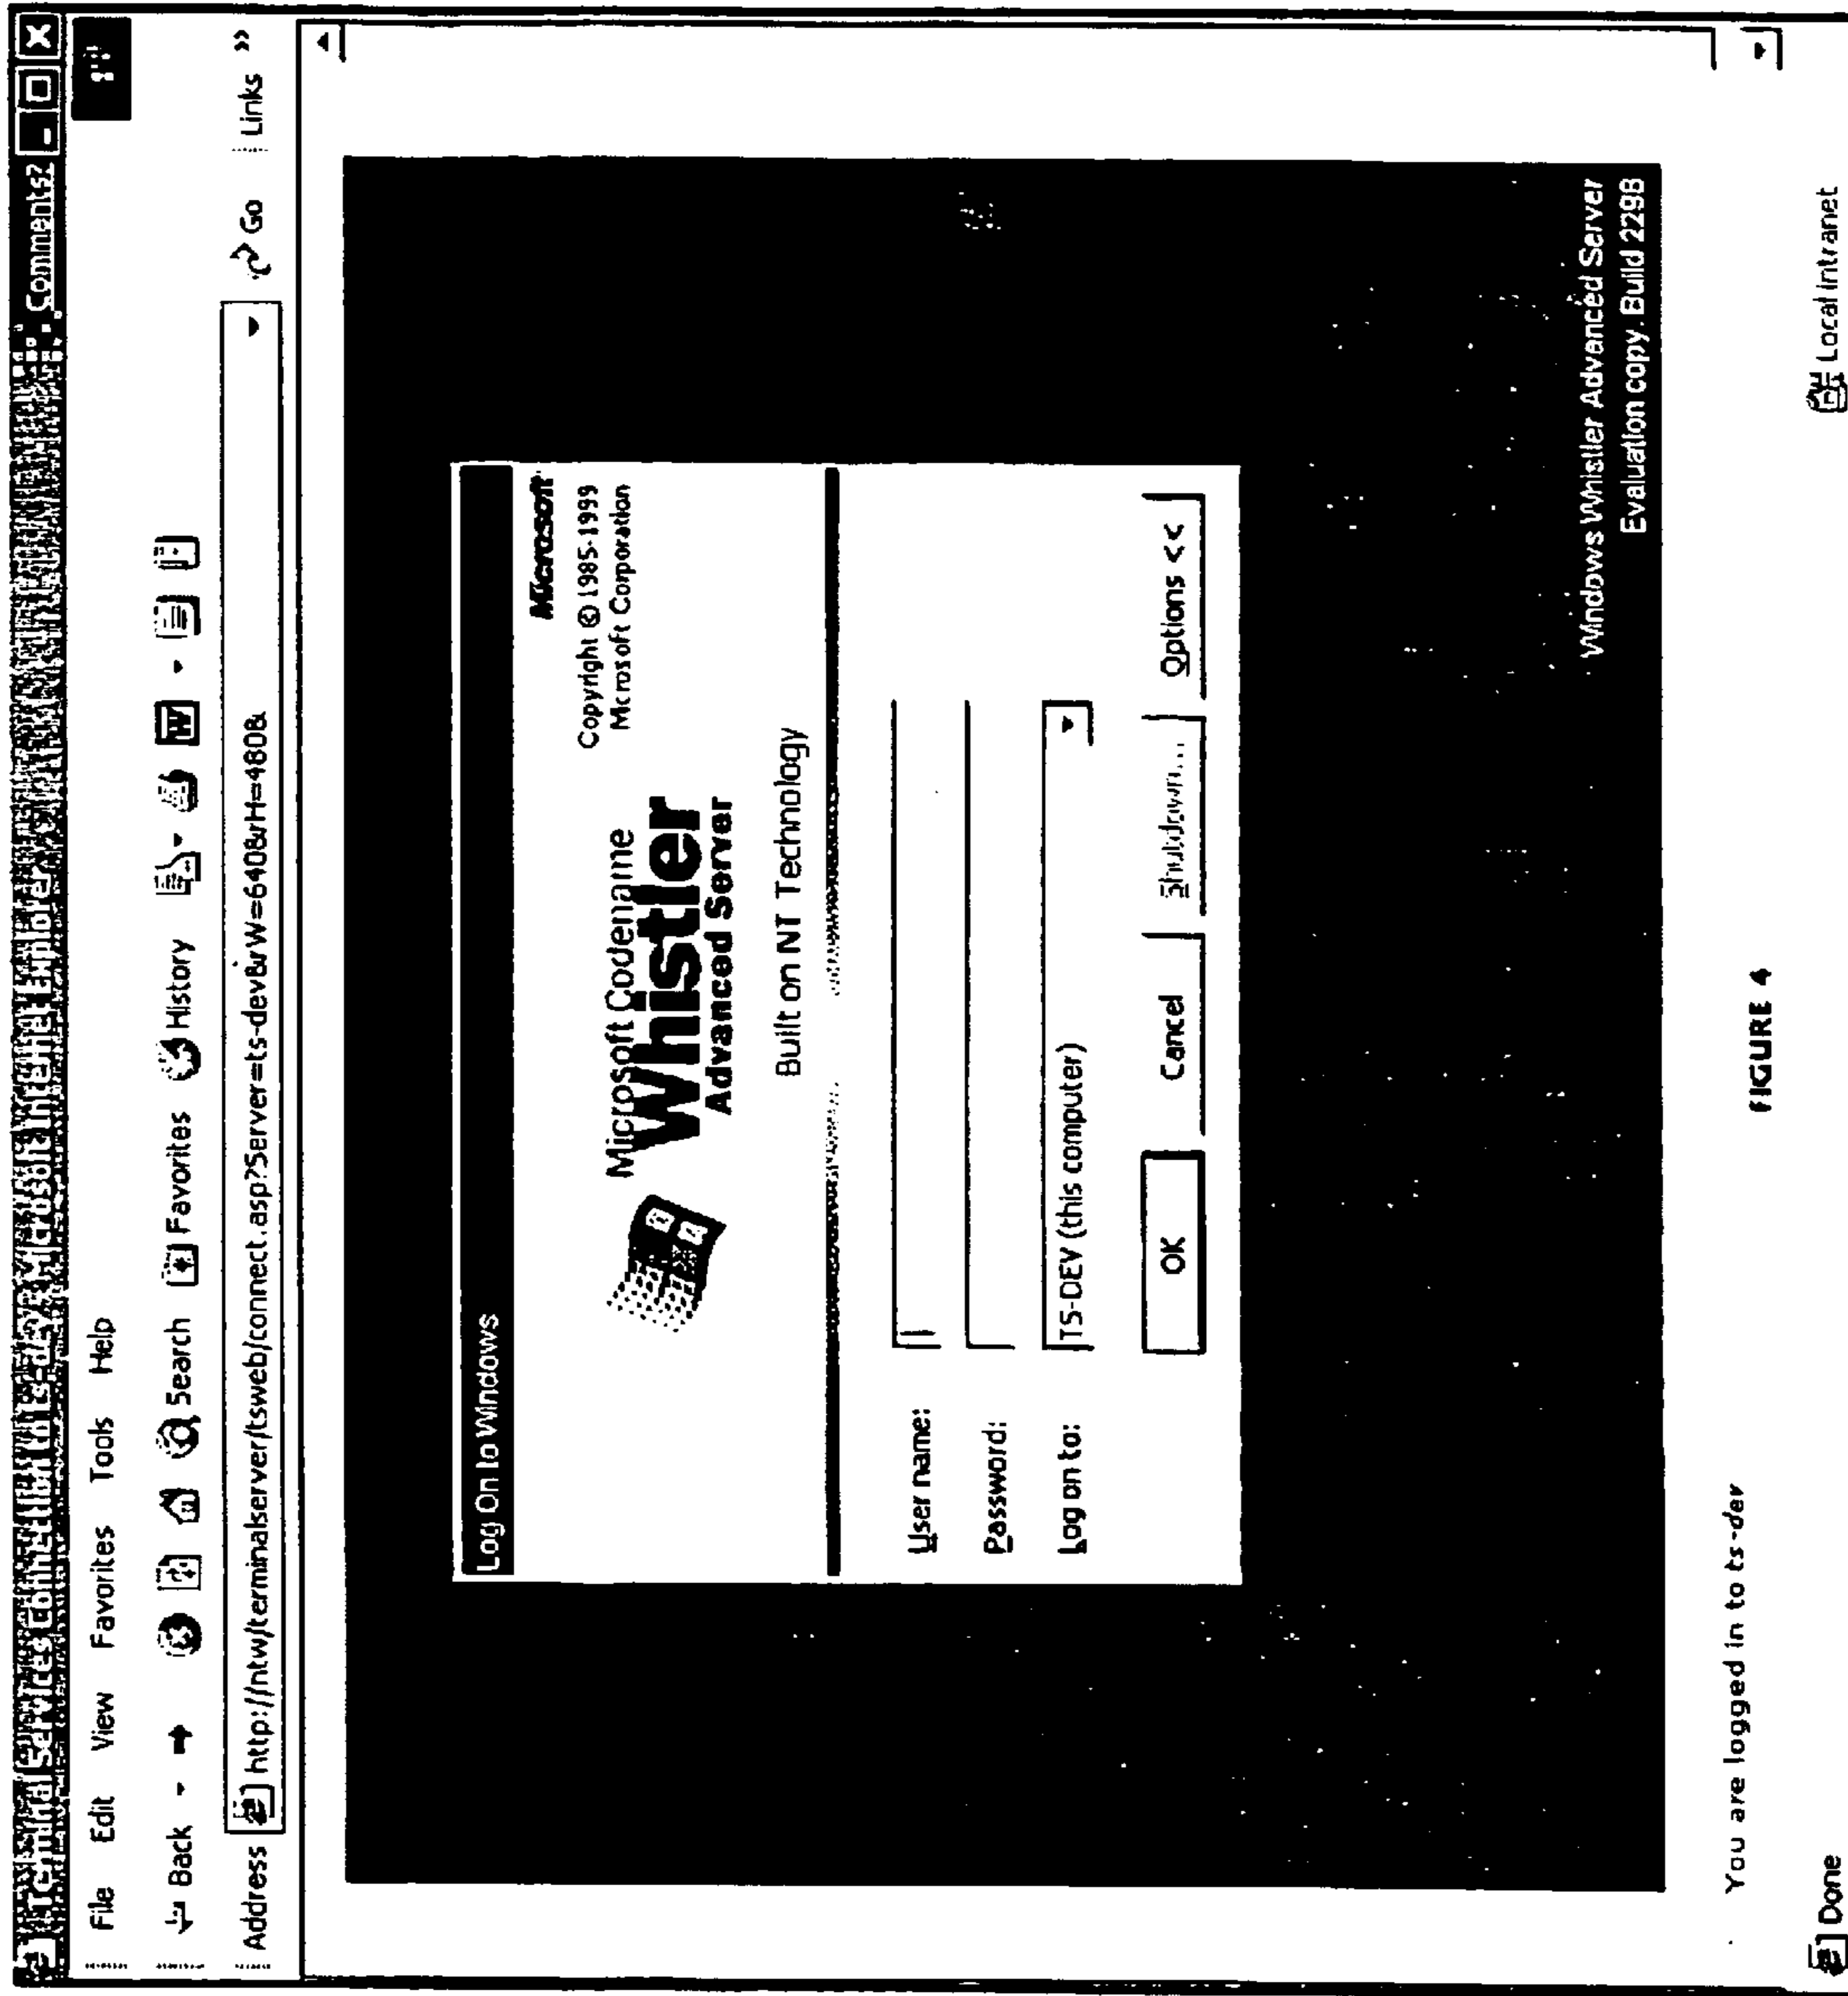 Terminal Services Connection (ts-dev) - Microsoft Internet Explorer Comments?
File Edit View Favorites Tools Help
Back Search Favorites History
Address http://ntw/terminalserver/tsweb/connect.asp?Server=ts-dev&rW=640&rH=480& Go Links »
Log On to Windows
Microsoft
Copyright © 1985-1999
Microsoft Corporation
Microsoft Codename
Whistler
Advanced Server
Built on NT Technology
User name:
Password:
Log on to: TS-DEV (this computer)
OK Cancel Shutdown... Options <<
Windows Whistler Advanced Server
Evaluation copy. Build 2298
You are logged in to ts-dev
FIGURE 4
Done Local intranet